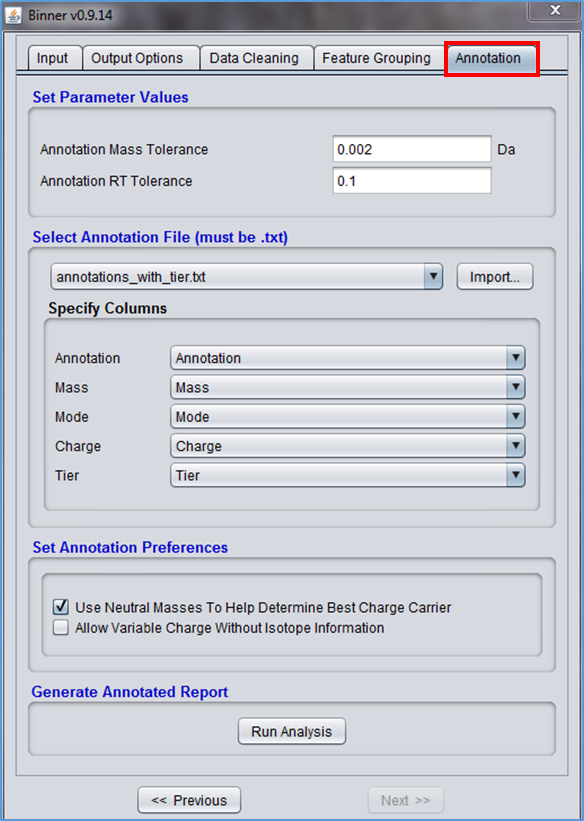 Binner v0.9.14
x
Input Output Options Data Cleaning Feature Grouping Annotation
Set Parameter Values
Annotation Mass Tolerance 0.002 Da
Annotation RT Tolerance 0.1
Select Annotation File (must be .txt)
annotations_with_tier.txt Import...
Specify Columns
Annotation Annotation
Mass Mass
Mode Mode
Charge Charge
Tier Tier
Set Annotation Preferences
Use Neutral Masses To Help Determine Best Charge Carrier
Allow Variable Charge Without Isotope Information
Generate Annotated Report
Run Analysis
<< Previous Next >>